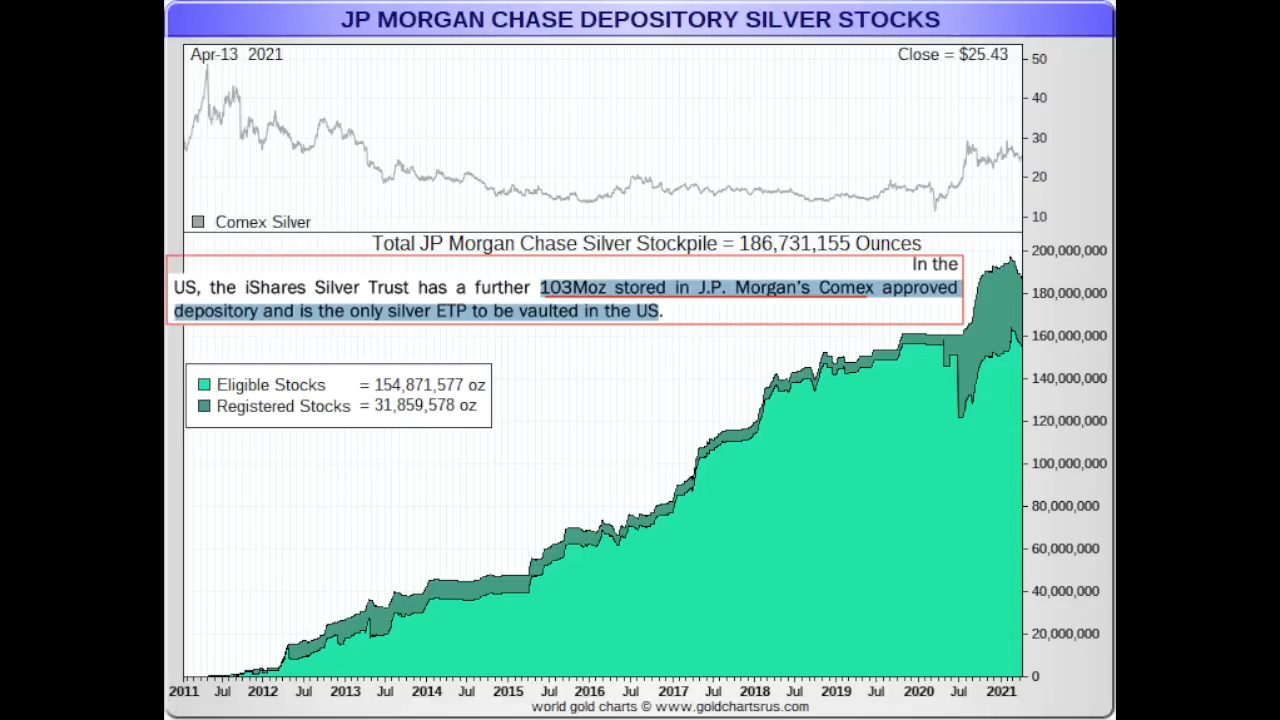 JP MORGAN CHASE DEPOSITORY SILVER STOCKS
Apr-13 2021
Close = $25.43
50
40
30
20
10
Comex Silver
Total JP Morgan Chase Silver Stockpile = 186,731,155 Ounces
In the
US, the iShares Silver Trust has a further 103Moz stored in J.P. Morgan's Comex approved
depository and is the only silver ETP to be vaulted in the US.
Eligible Stocks = 154,871,577 oz
Registered Stocks = 31,859,578 oz
200,000,000
180,000,000
160,000,000
140,000,000
120,000,000
100,000,000
80,000,000
60,000,000
40,000,000
20,000,000
0
2011 Jul 2012 Jul 2013 Jul 2014 Jul 2015 Jul 2016 Jul 2017 Jul 2018 Jul 2019 Jul 2020 Jul 2021
world gold charts © www.goldchartsrus.com